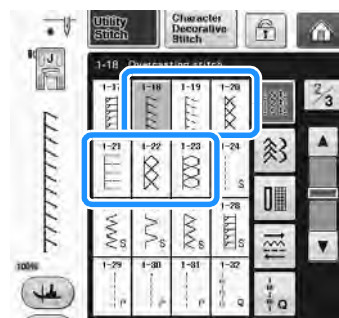 Utility
Stitch
Character
Decorative
Stitch
J
1-18 Overcasting stitch
1-17 1-18 1-19 1-20
2/3
1-21 1-22 1-23 1-24
S
1-28
S S S S
1-29 1-30 1-31 1-32
P P Q
Q
100%